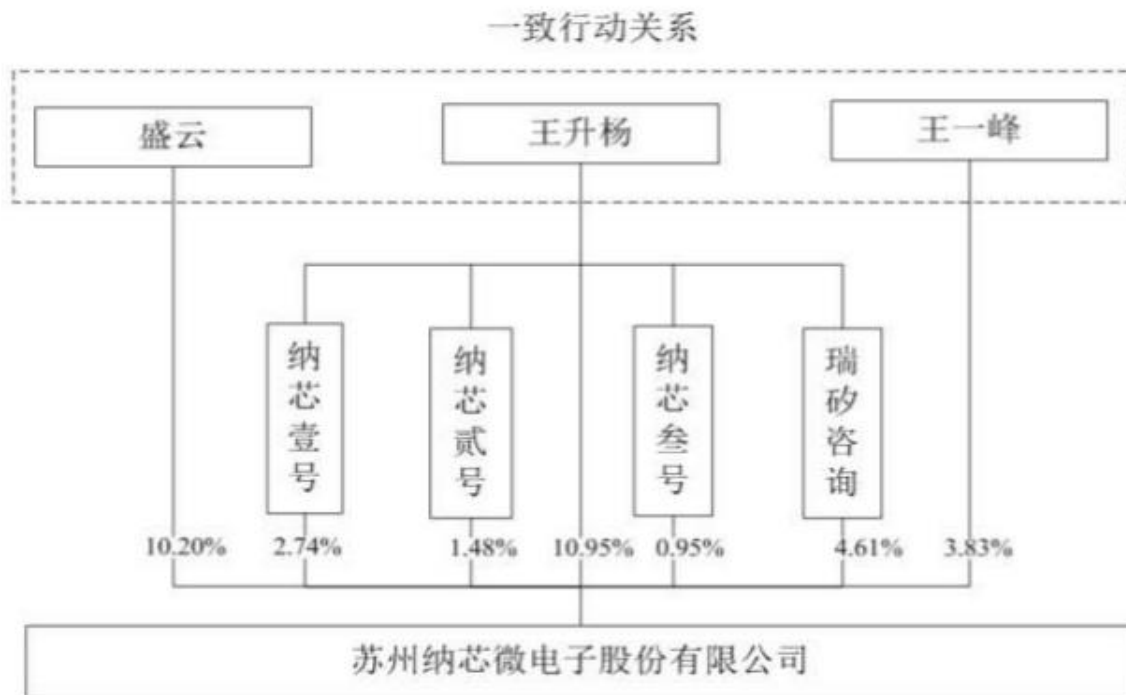 一致行动关系
盛云
王升杨
王一峰
纳芯壹号
纳芯贰号
纳芯叁号
瑞矽咨询
10.20%
2.74%
1.48%
10.95%
0.95%
4.61%
3.83%
苏州纳芯微电子股份有限公司